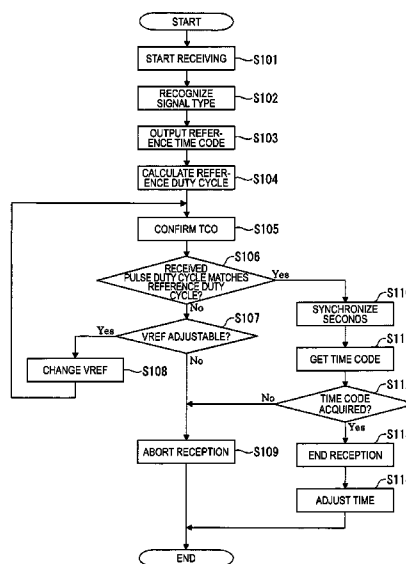 START
START RECEIVING
S101
RECOGNIZE
SIGNAL TYPE
S102
OUTPUT REFER-
ENCE TIME CODE
S103
CALCULATE REFER-
ENCE DUTY CYCLE
S104
CONFIRM TCO
S105
S106
RECEIVED
PULSE DUTY CYCLE MATCHES
REFERENCE DUTY
CYCLE?
Yes
No
S107
VREF ADJUSTABLE?
Yes
No
CHANGE VREF
S108
SYNCHRONIZE
SECONDS
GET TIME CODE
TIME CODE
ACQUIRED?
No
Yes
ABORT RECEPTION
S109
END RECEPTION
ADJUST TIME
END